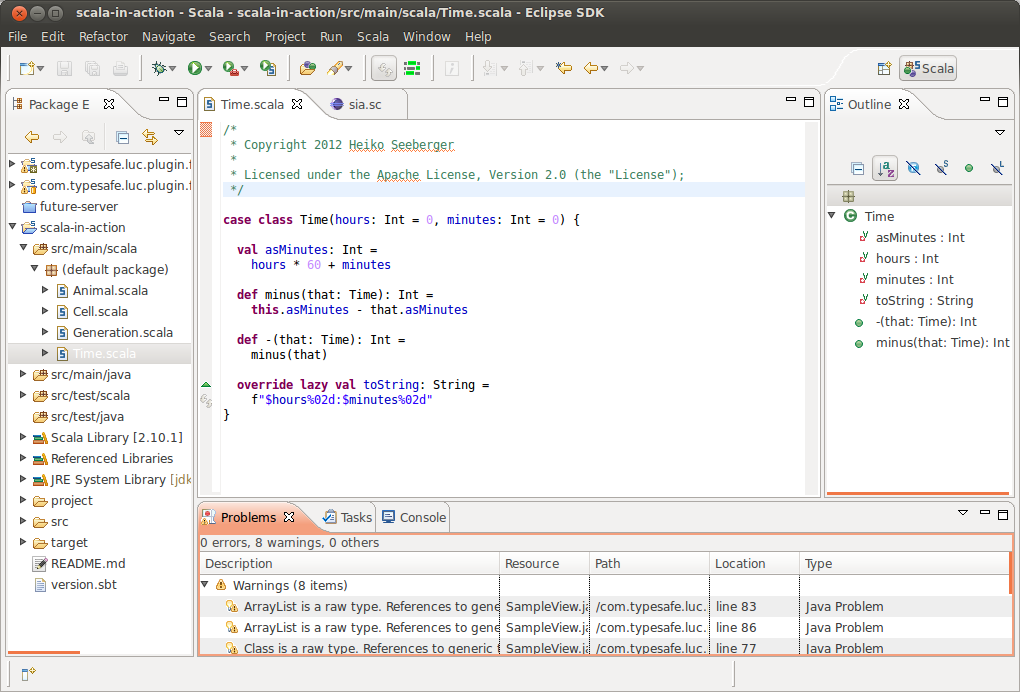 scala-in-action - Scala - scala-in-action/src/main/scala/Time.scala - Eclipse SDK
File Edit Refactor Navigate Search Project Run Scala Window Help
Scala
Package E
com.typesafe.luc.plugin.f
com.typesafe.luc.plugin.f
future-server
scala-in-action
src/main/scala
(default package)
Animal.scala
Cell.scala
Generation.scala
Time.scala
src/main/java
src/test/scala
src/test/java
Scala Library [2.10.1]
Referenced Libraries
JRE System Library [jdk
project
src
target
README.md
version.sbt
Time.scala sia.sc
/*
 * Copyright 2012 Heiko Seeberger
 *
 * Licensed under the Apache License, Version 2.0 (the "License");
 */
case class Time(hours: Int = 0, minutes: Int = 0) {
  val asMinutes: Int =
    hours * 60 + minutes
  def minus(that: Time): Int =
    this.asMinutes - that.asMinutes
  def -(that: Time): Int =
    minus(that)
  override lazy val toString: String =
    f"$hours%02d:$minutes%02d"
}
Outline
Time
asMinutes : Int
hours : Int
minutes : Int
toString : String
-(that: Time): Int
minus(that: Time): Int
Problems Tasks Console
0 errors, 8 warnings, 0 others
Description Resource Path Location Type
Warnings (8 items)
ArrayList is a raw type. References to gene SampleView.ja /com.typesafe.luc. line 83 Java Problem
ArrayList is a raw type. References to gene SampleView.ja /com.typesafe.luc. line 86 Java Problem
Class is a raw type. References to generic t SampleView.ja /com.typesafe.luc. line 77 Java Problem